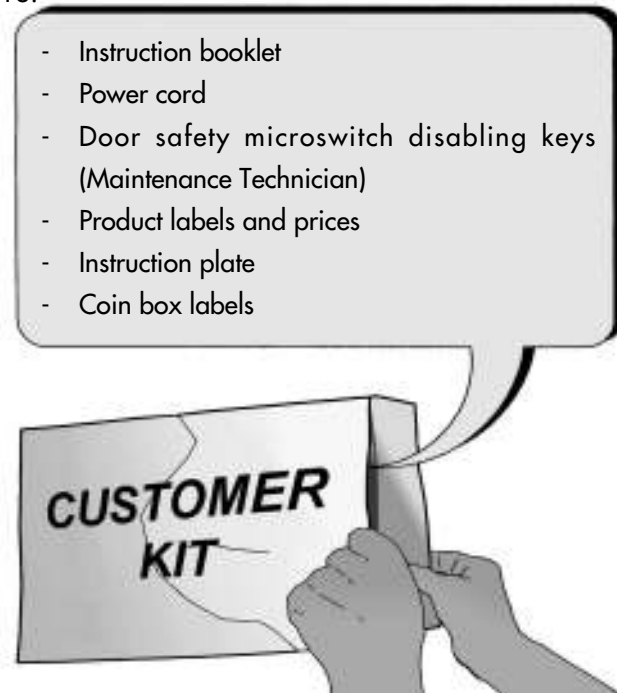 - Instruction booklet
- Power cord
- Door safety microswitch disabling keys
(Maintenance Technician)
- Product labels and prices
- Instruction plate
- Coin box labels
CUSTOMER
KIT